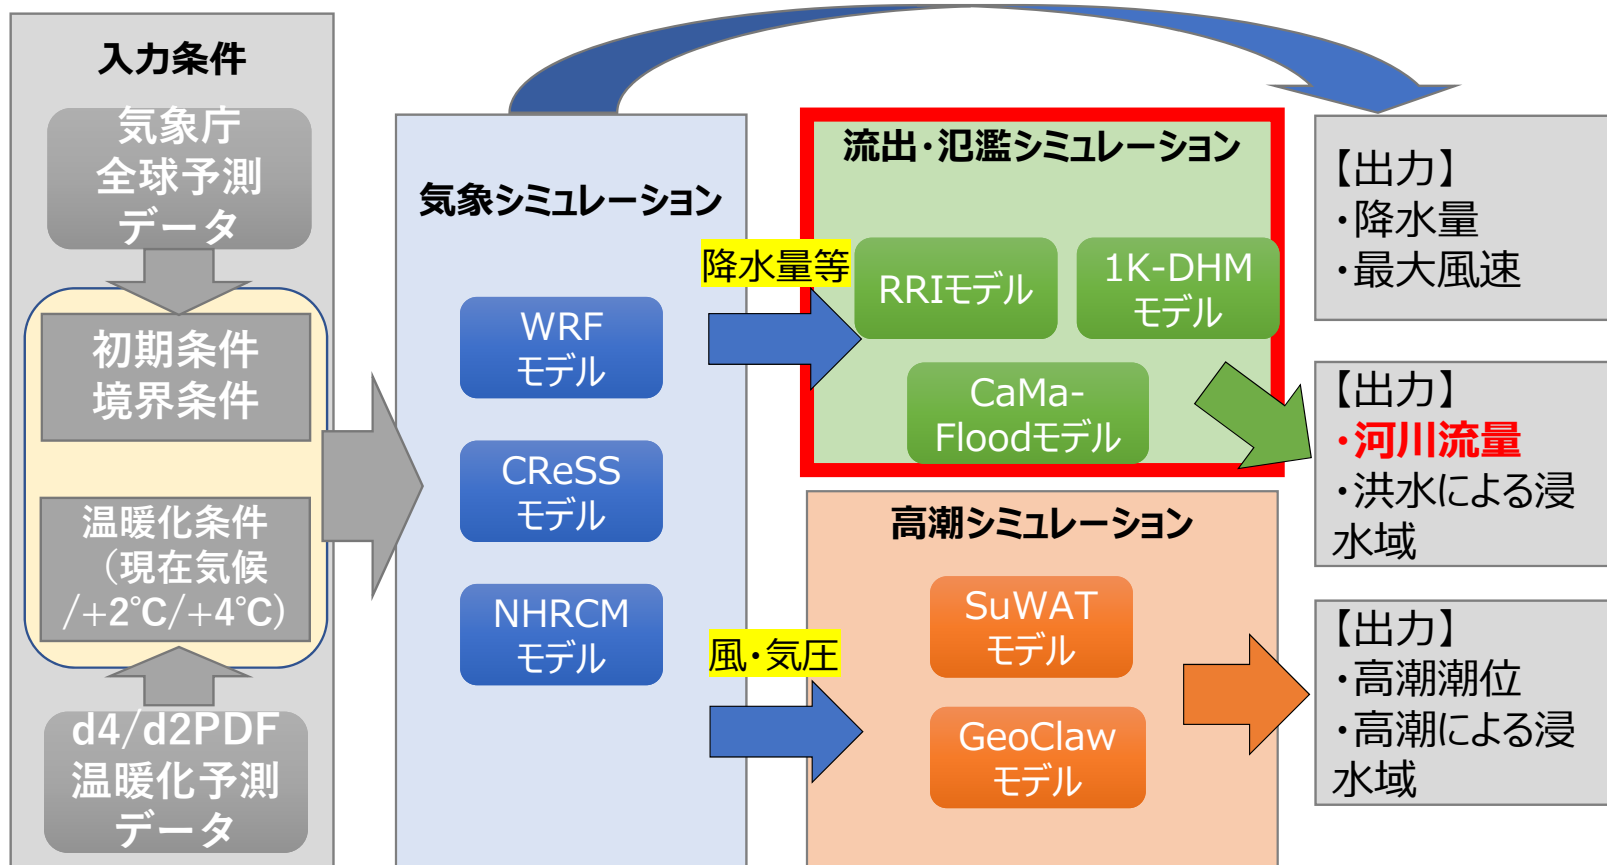 入力条件
気象庁
全球予測
データ
初期条件
境界条件
温暖化条件
（現在気候
/+2℃/+4℃）
d4/d2PDF
温暖化予測
データ
気象シミュレーション
WRF
モデル
CReSS
モデル
NHRCM
モデル
降水量等
風・気圧
流出・氾濫シミュレーション
RRIモデル
1K-DHM
モデル
CaMa-
Floodモデル
高潮シミュレーション
SuWAT
モデル
GeoClaw
モデル
【出力】
・降水量
・最大風速
【出力】
・河川流量
・洪水による浸
水域
【出力】
・高潮潮位
・高潮による浸
水域